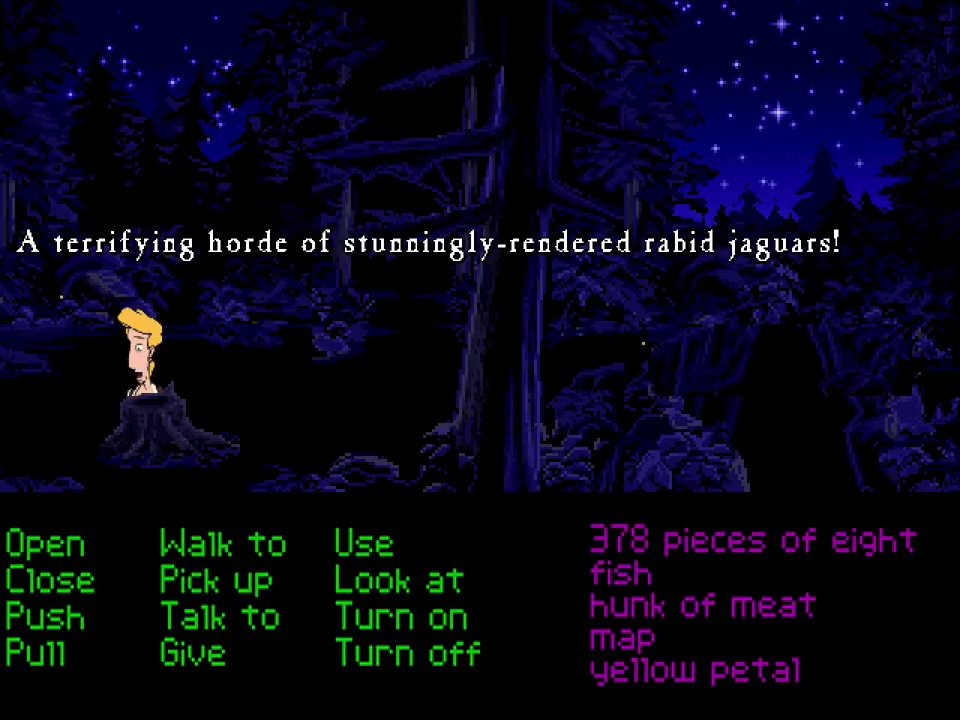 A terrifying horde of stunningly-rendered rabid jaguars!
Open Walk to Use
Close Pick up Look at
Push Talk to Turn on
Pull Give Turn off
378 pieces of eight
fish
hunk of meat
map
yellow petal